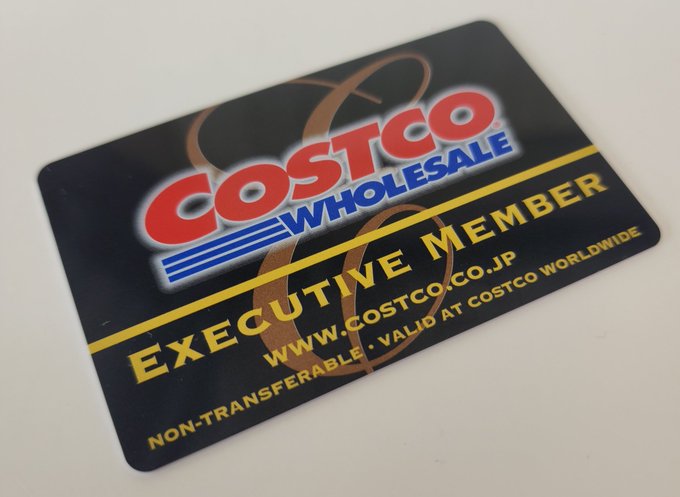 COSTCO
WHOLESALE
EXECUTIVE MEMBER
WWW.COSTCO.CO.JP
NON-TRANSFERABLE . VALID AT COSTCO WORLDWIDE